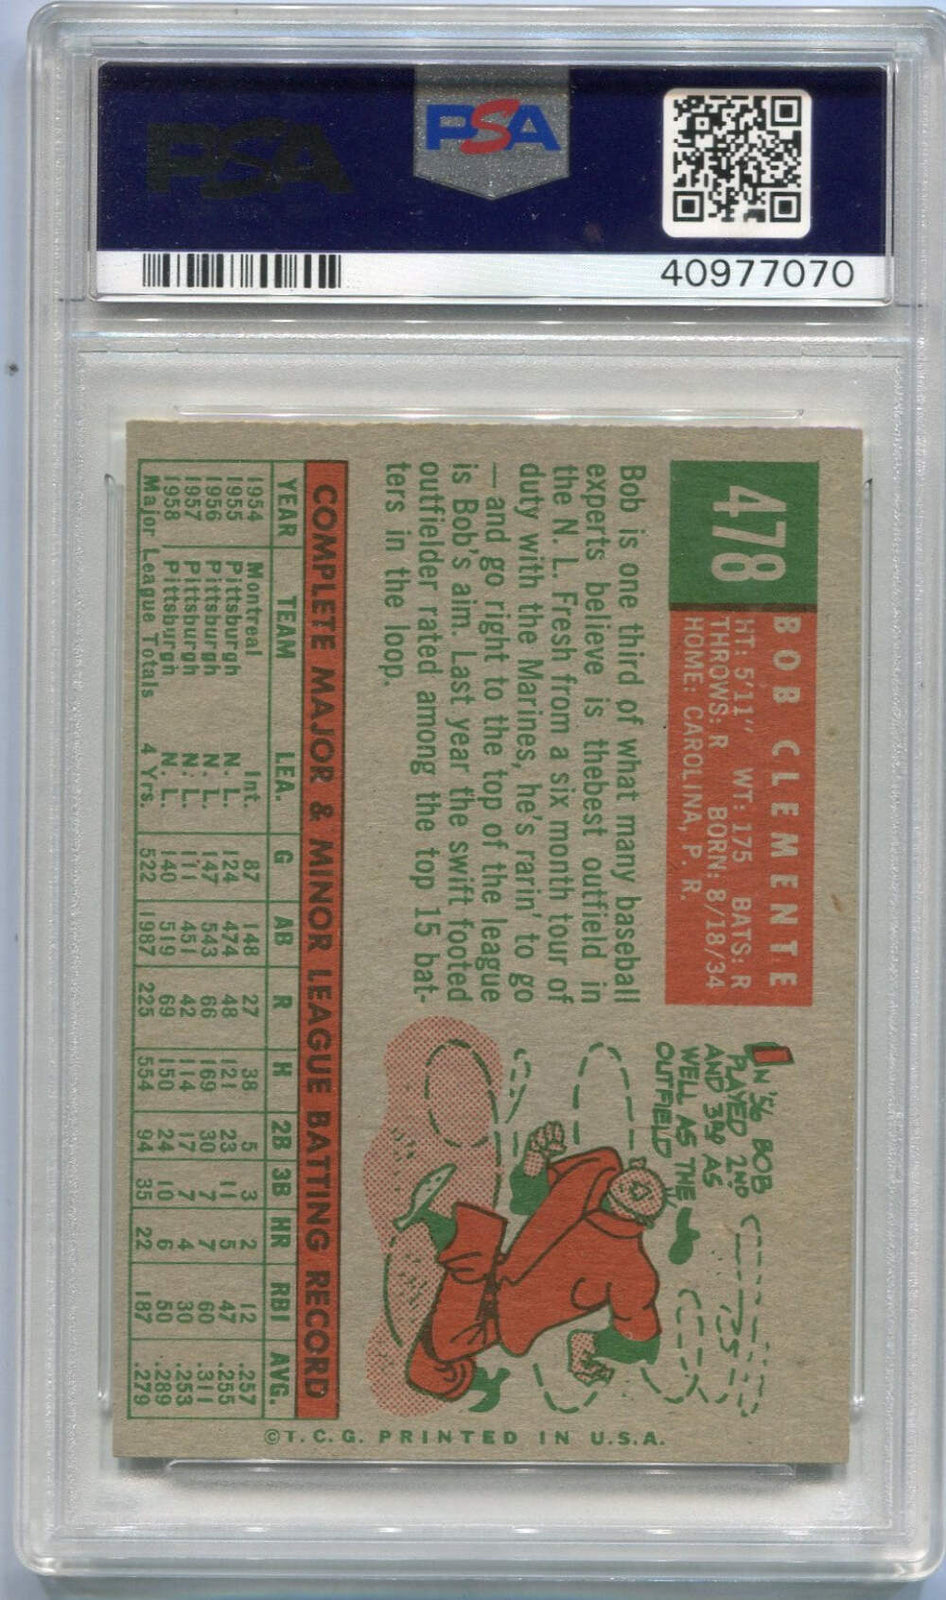 PSA
PSA
40977070
478
BOB CLEMENTE
HT: 5'11" WT: 175 BATS: R
THROWS: R BORN: 8/18/34
HOME: CAROLINA, P. R.
Bob is one third of what many baseball
experts believe is thebest outfield in
the N. L. Fresh from a six month tour of
duty with the Marines, he's rarin' to go
—and go right to the top of the league
is Bob's aim. Last year the swift footed
outfielder rated among the top 15 bat-
ters in the loop.
IN '56 BOB
PLAYED 2ND
AND 3RD AS
WELL AS THE
OUTFIELD
COMPLETE MAJOR & MINOR LEAGUE BATTING RECORD
YEAR TEAM LEA. G AB R H 2B 3B HR RBI AVG.
1954 Montreal Int. 87 148 27 38 5 3 2 12 .257
1955 Pittsburgh N. L. 124 474 48 121 23 11 5 47 .255
1956 Pittsburgh N. L. 147 543 66 169 30 7 7 60 .311
1957 Pittsburgh N. L. 111 451 42 114 17 7 4 30 .253
1958 Pittsburgh N. L. 140 519 69 150 24 10 6 50 .289
Major League Totals 4 Yrs. 522 1987 225 554 94 35 22 187 .279
©T. C. G. PRINTED IN U.S.A.